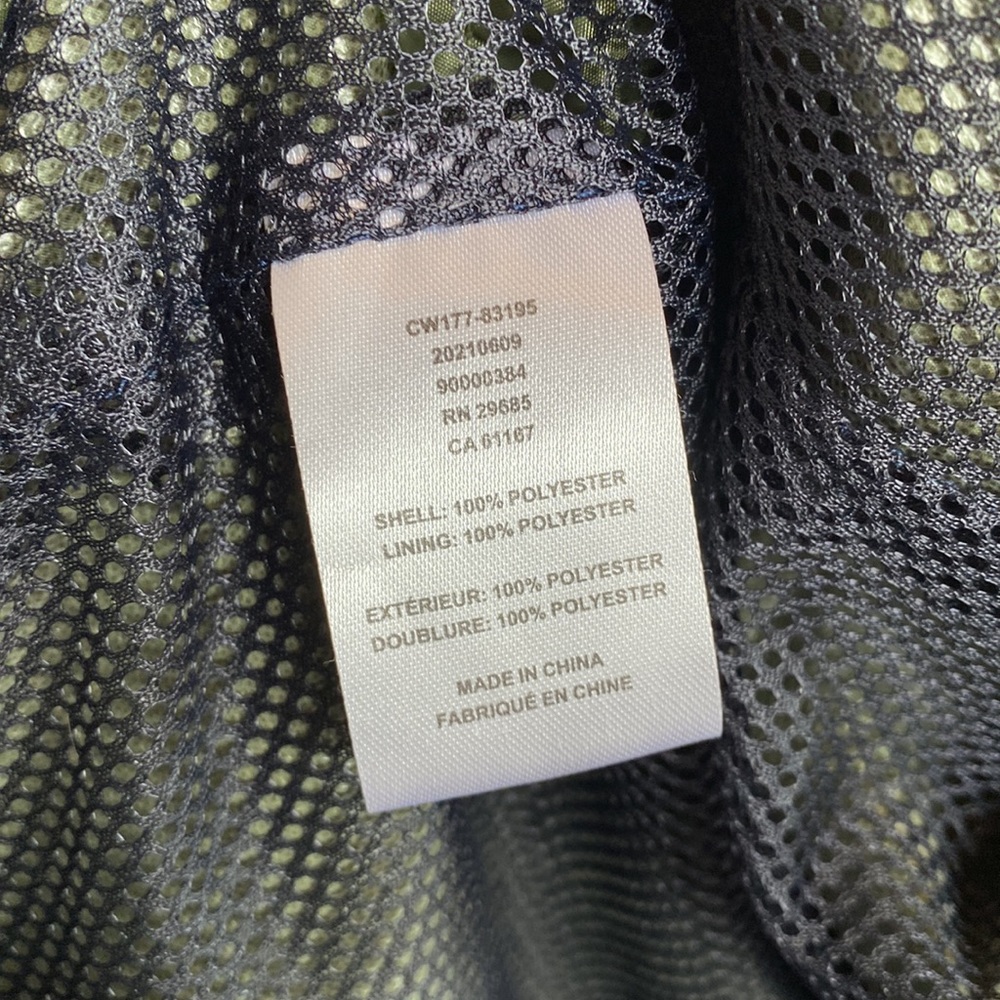 CW177-83195
20210609
90000384
RN 29685
CA 01167
SHELL: 100% POLYESTER
LINING: 100% POLYESTER
EXTÉRIEUR: 100% POLYESTER
DOUBLURE: 100% POLYESTER
MADE IN CHINA
FABRIQUÉ EN CHINE